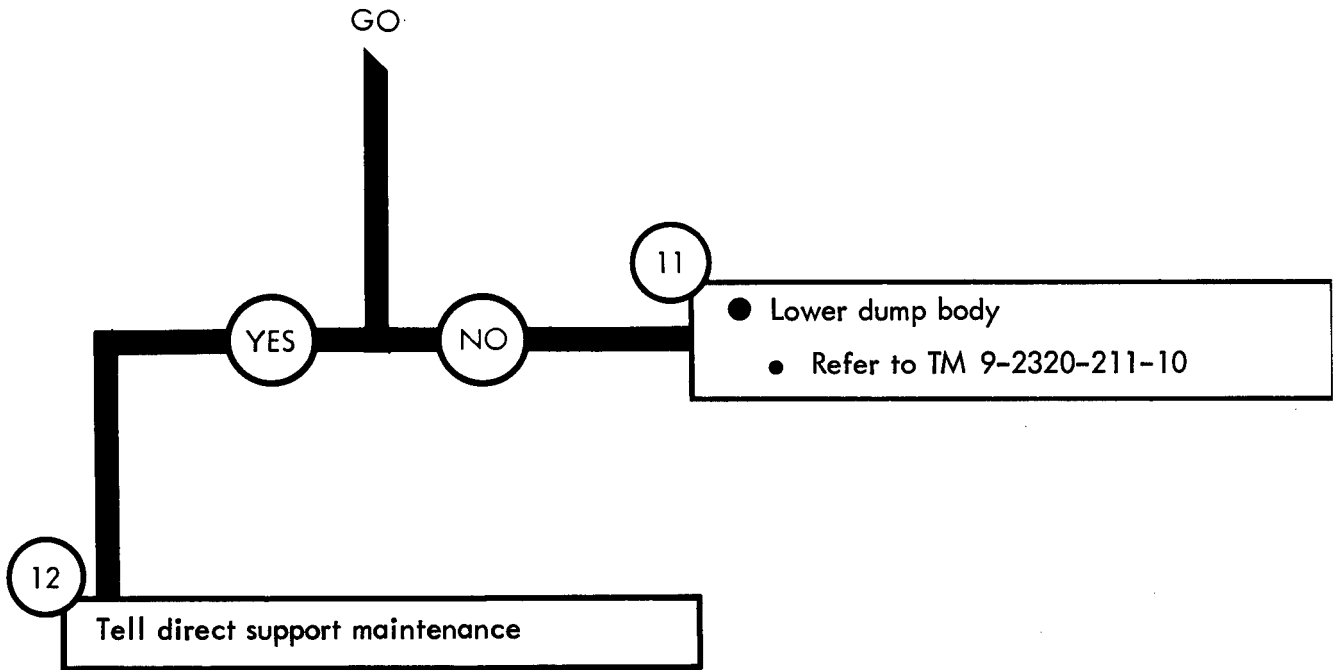 GO
11
● Lower dump body
YES
NO
● Refer to TM 9-2320-211-10
12
Tell direct support maintenance